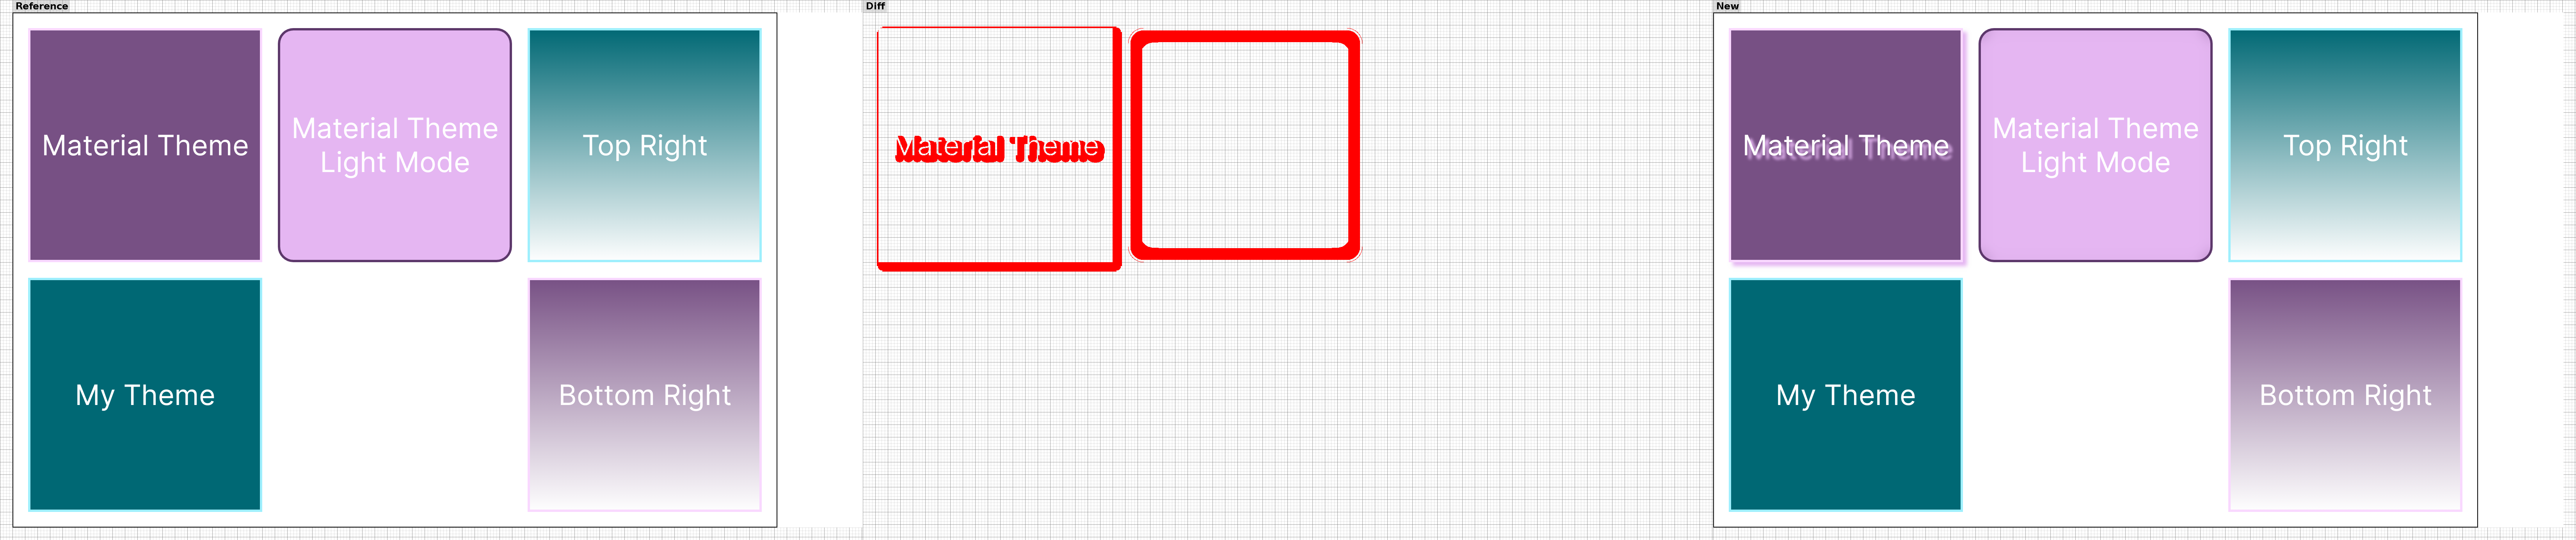 Reference
Material Theme
Material Theme
Light Mode
Top Right
My Theme
Bottom Right
Diff
Material Theme
New
Material Theme
Material Theme
Light Mode
Top Right
My Theme
Bottom Right